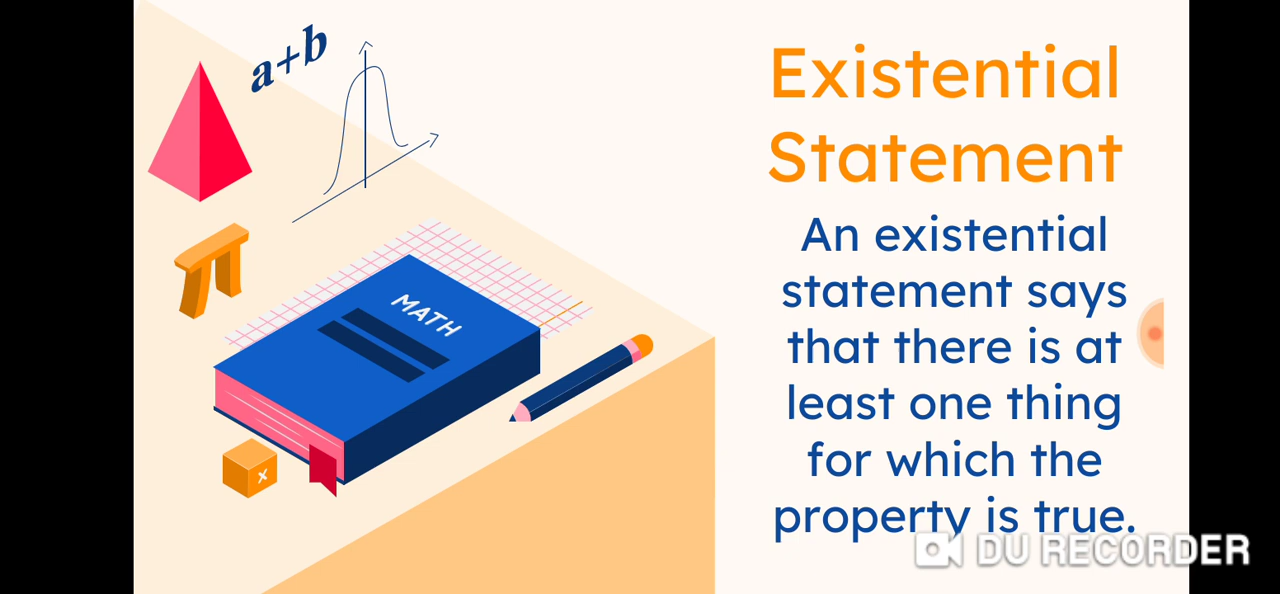 a+b
Existential
Statement
An existential
statement says
that there is at
least one thing
for which the
property is true.
π
MATH
x
DU RECORDER